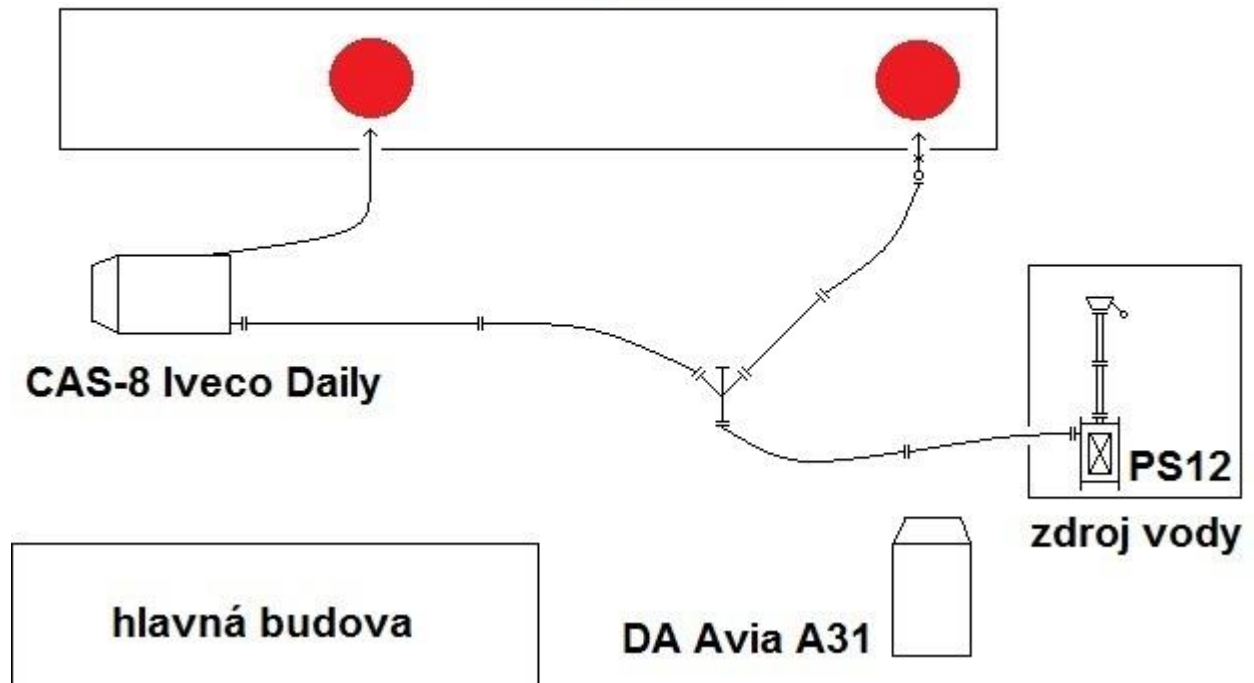 CAS-8 Iveco Daily
PS12
zdroj vody
hlavná budova
DA Avia A31